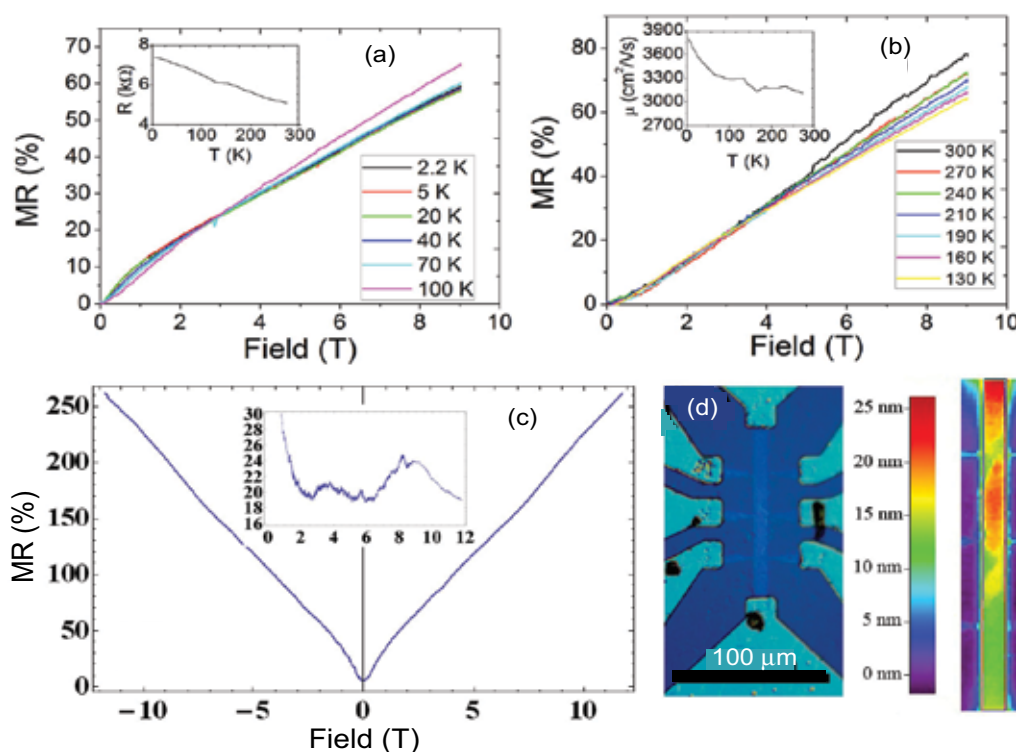 70
60
50
40
30
20
10
0
MR (%)
8
6
4
R (kΩ)
0 100 200 300
T (K)
(a)
2.2 K
5 K
20 K
40 K
70 K
100 K
0 2 4 6 8 10
Field (T)
80
60
40
20
0
MR (%)
3900
3600
3300
3000
2700
μ (cm²/Vs)
0 100 200 300
T (K)
(b)
300 K
270 K
240 K
210 K
190 K
160 K
130 K
0 2 4 6 8 10
Field (T)
250
200
150
100
50
0
MR (%)
30
28
26
24
22
20
18
16
0 2 4 6 8 10 12
(c)
−10 −5 0 5 10
Field (T)
(d)
100 μm
25 nm
20 nm
15 nm
10 nm
5 nm
0 nm